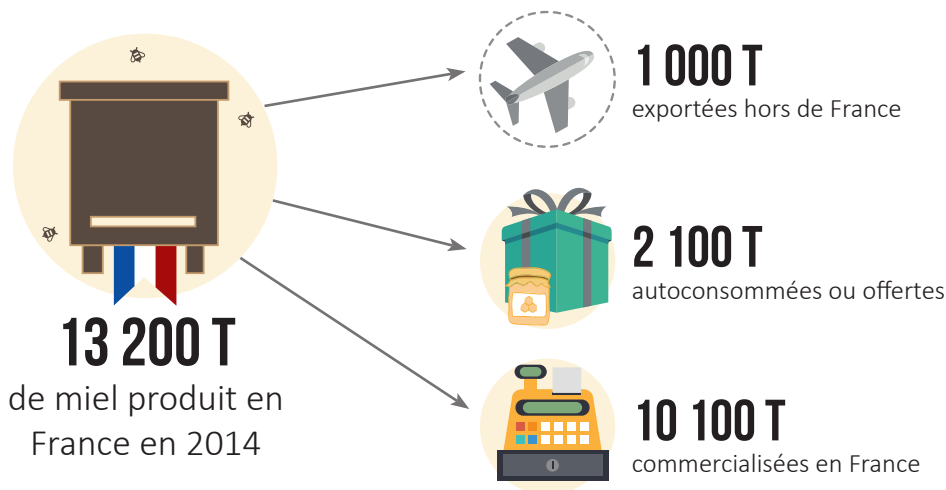 13 200 T
de miel produit en
France en 2014
1 000 T
exportées hors de France
2 100 T
autoconsommées ou offertes
10 100 T
commercialisées en France